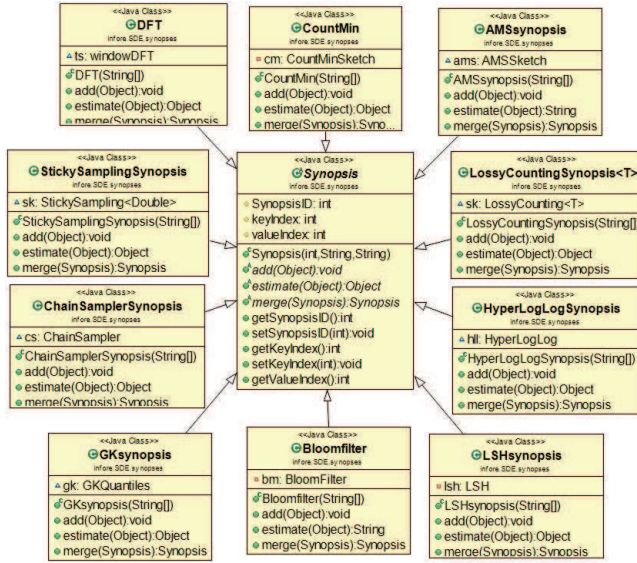 <<Java Class>>
DFT
infore.SDE.synopses
ts: windowDFT
DFT(String[])
add(Object):void
estimate(Object):Object
merge(Synopsis):Synopsis
<<Java Class>>
CountMin
infore.SDE.synopses
cm: CountMinSketch
CountMin(String[])
add(Object):void
estimate(Object):Object
merge(Synopsis):Syno...
<<Java Class>>
AMSsynopsis
infore.SDE.synopses
ams: AMSSketch
AMSsynopsis(String[])
add(Object):void
estimate(Object):String
merge(Synopsis):Synopsis
<<Java Class>>
StickySamplingSynopsis
infore.SDE.synopses
sk: StickySampling<Double>
StickySamplingSynopsis(String[])
add(Object):void
estimate(Object):Object
merge(Synopsis):Synopsis
<<Java Class>>
Synopsis
infore.SDE.synopses
SynopsisID: int
keyIndex: int
valueIndex: int
Synopsis(int,String,String)
add(Object):void
estimate(Object):Object
merge(Synopsis):Synopsis
getSynopsisID():int
setSynopsisID(int):void
getKeyIndex():int
setKeyIndex(int):void
getValueIndex():int
<<Java Class>>
LossyCountingSynopsis<T>
infore.SDE.synopses
sk: LossyCounting<T>
LossyCountingSynopsis(String[]
add(Object):void
estimate(Object):Object
merge(Synopsis):Synopsis
<<Java Class>>
ChainSamplerSynopsis
infore.SDE.synopses
cs: ChainSampler
ChainSamplerSynopsis(String[])
add(Object):void
estimate(Object):Object
merge(Synopsis):Synopsis
<<Java Class>>
HyperLogLogSynopsis
infore.SDE.synopses
hll: HyperLogLog
HyperLogLogSynopsis(String[])
add(Object):void
estimate(Object):Object
merge(Synopsis):Synopsis
<<Java Class>>
GKsynopsis
infore.SDE.synopses
gk: GKQuantiles
GKsynopsis(String[])
add(Object):void
estimate(Object):Object
merge(Synopsis):Synopsis
<<Java Class>>
Bloomfilter
infore.SDE.synopses
bm: BloomFilter
Bloomfilter(String[])
add(Object):void
estimate(Object):String
merge(Synopsis):Synopsis
<<Java Class>>
LSHsynopsis
infore.SDE.synopses
lsh: LSH
LSHsynopsis(String[])
add(Object):void
estimate(Object):Object
merge(Synopsis):Synopsis